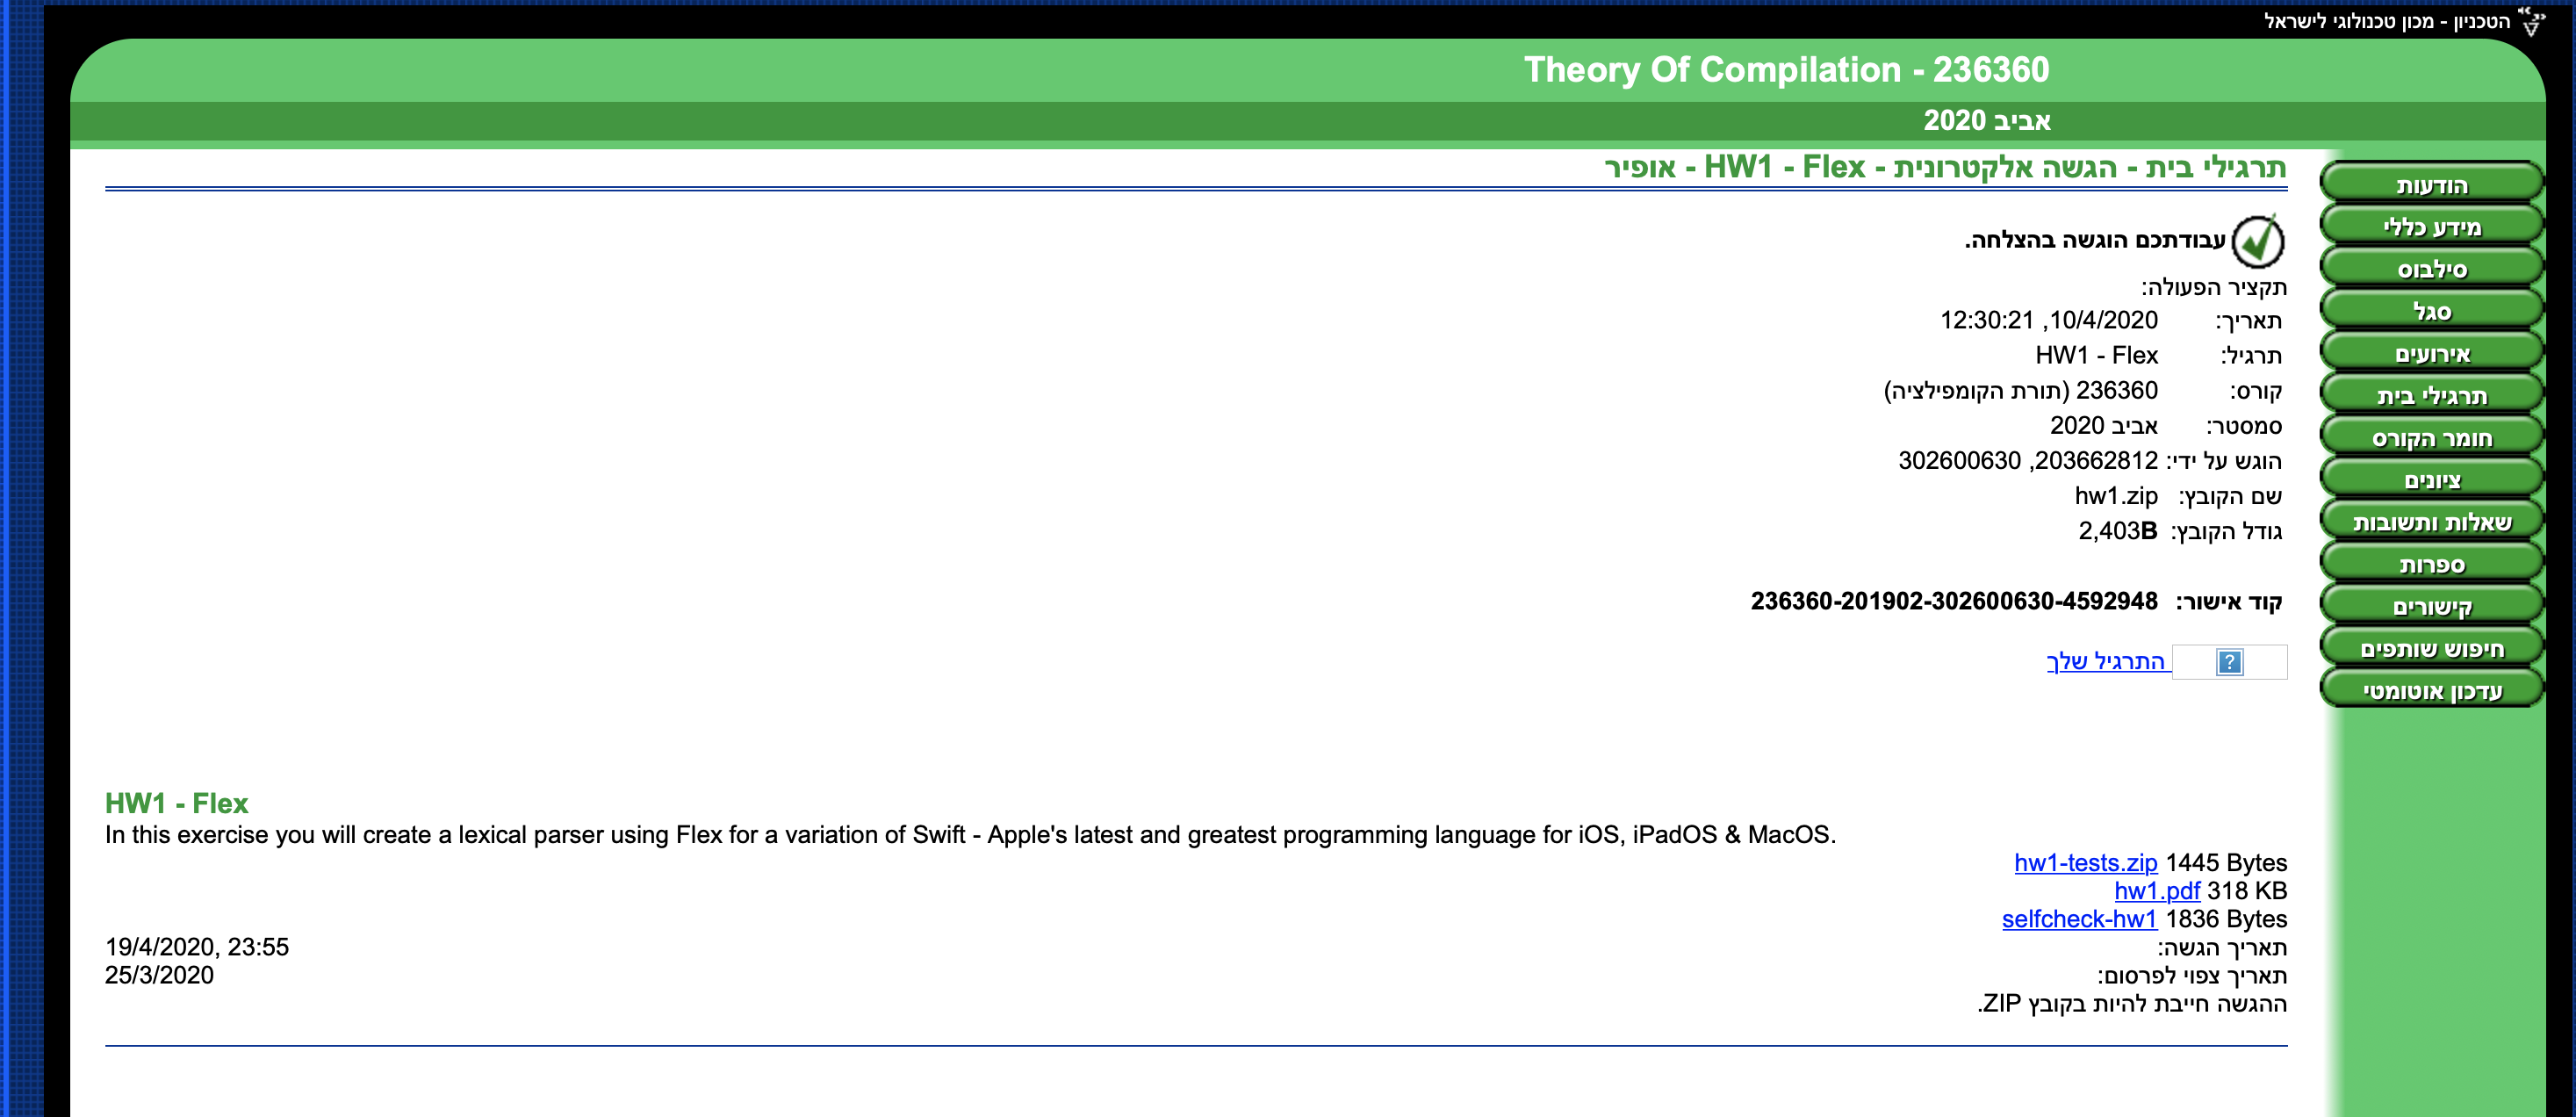 הטכניון - מכון טכנולוגי לישראל
Theory Of Compilation - 236360
אביב 2020
תרגילי בית - הגשה אלקטרונית - HW1 - Flex - אופיר
הודעות
מידע כללי
סילבוס
סגל
אירועים
תרגילי בית
חומר הקורס
ציונים
שאלות ותשובות
ספרות
קישורים
חיפוש שותפים
עדכון אוטומטי
עבודתכם הוגשה בהצלחה.
תקציר הפעולה:
תאריך: 10/4/2020, 12:30:21
תרגיל: HW1 - Flex
קורס: 236360 (תורת הקומפילציה)
סמסטר: אביב 2020
הוגש על ידי: 203662812, 302600630
שם הקובץ: hw1.zip
גודל הקובץ: 2,403B
קוד אישור: 236360-201902-302600630-4592948
התרגיל שלך
HW1 - Flex
In this exercise you will create a lexical parser using Flex for a variation of Swift - Apple's latest and greatest programming language for iOS, iPadOS & MacOS.
hw1-tests.zip 1445 Bytes
hw1.pdf 318 KB
selfcheck-hw1 1836 Bytes
תאריך הגשה: 19/4/2020, 23:55
תאריך צפוי לפרסום: 25/3/2020
ההגשה חייבת להיות בקובץ ZIP.